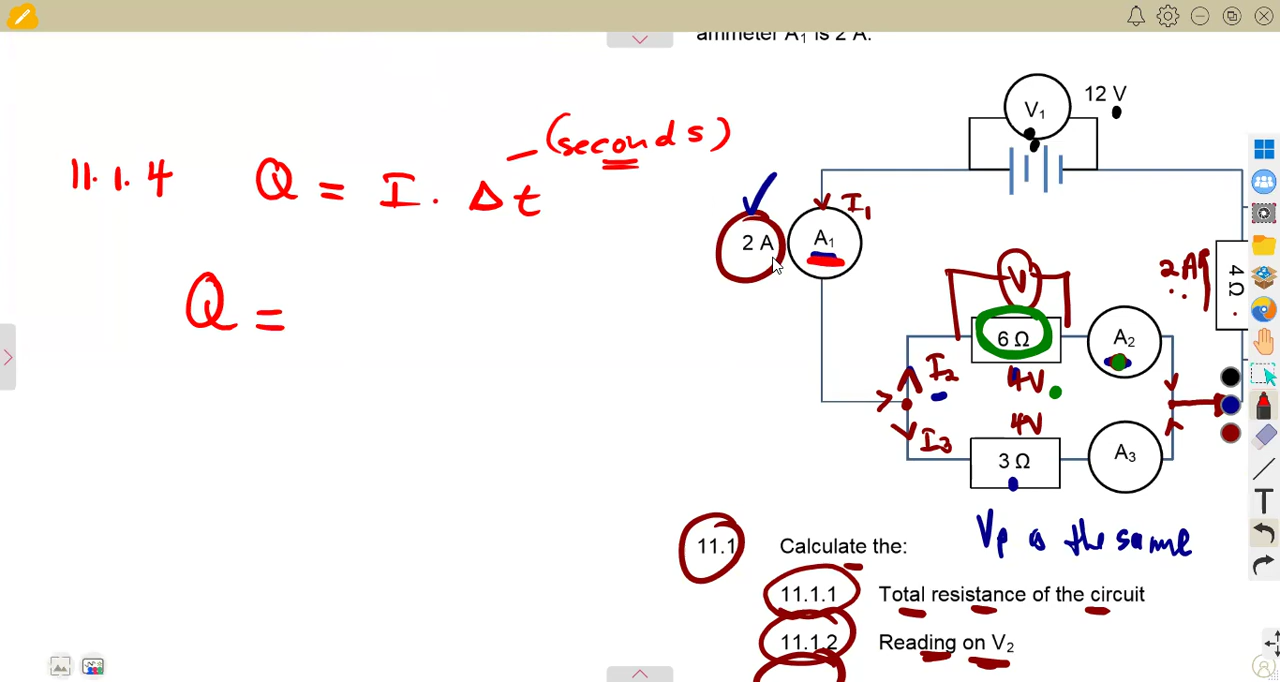 ammeter A1 is 2 A.
11.1.4 Q = I. Δt (seconds)
Q =
V1
12 V
I1
2 A
A1
2A
4 Ω
V
6 Ω
A2
I2
4V
4V
I3
3 Ω
A3
Vp is the same
11.1 Calculate the:
11.1.1 Total resistance of the circuit
11.1.2 Reading on V2
T